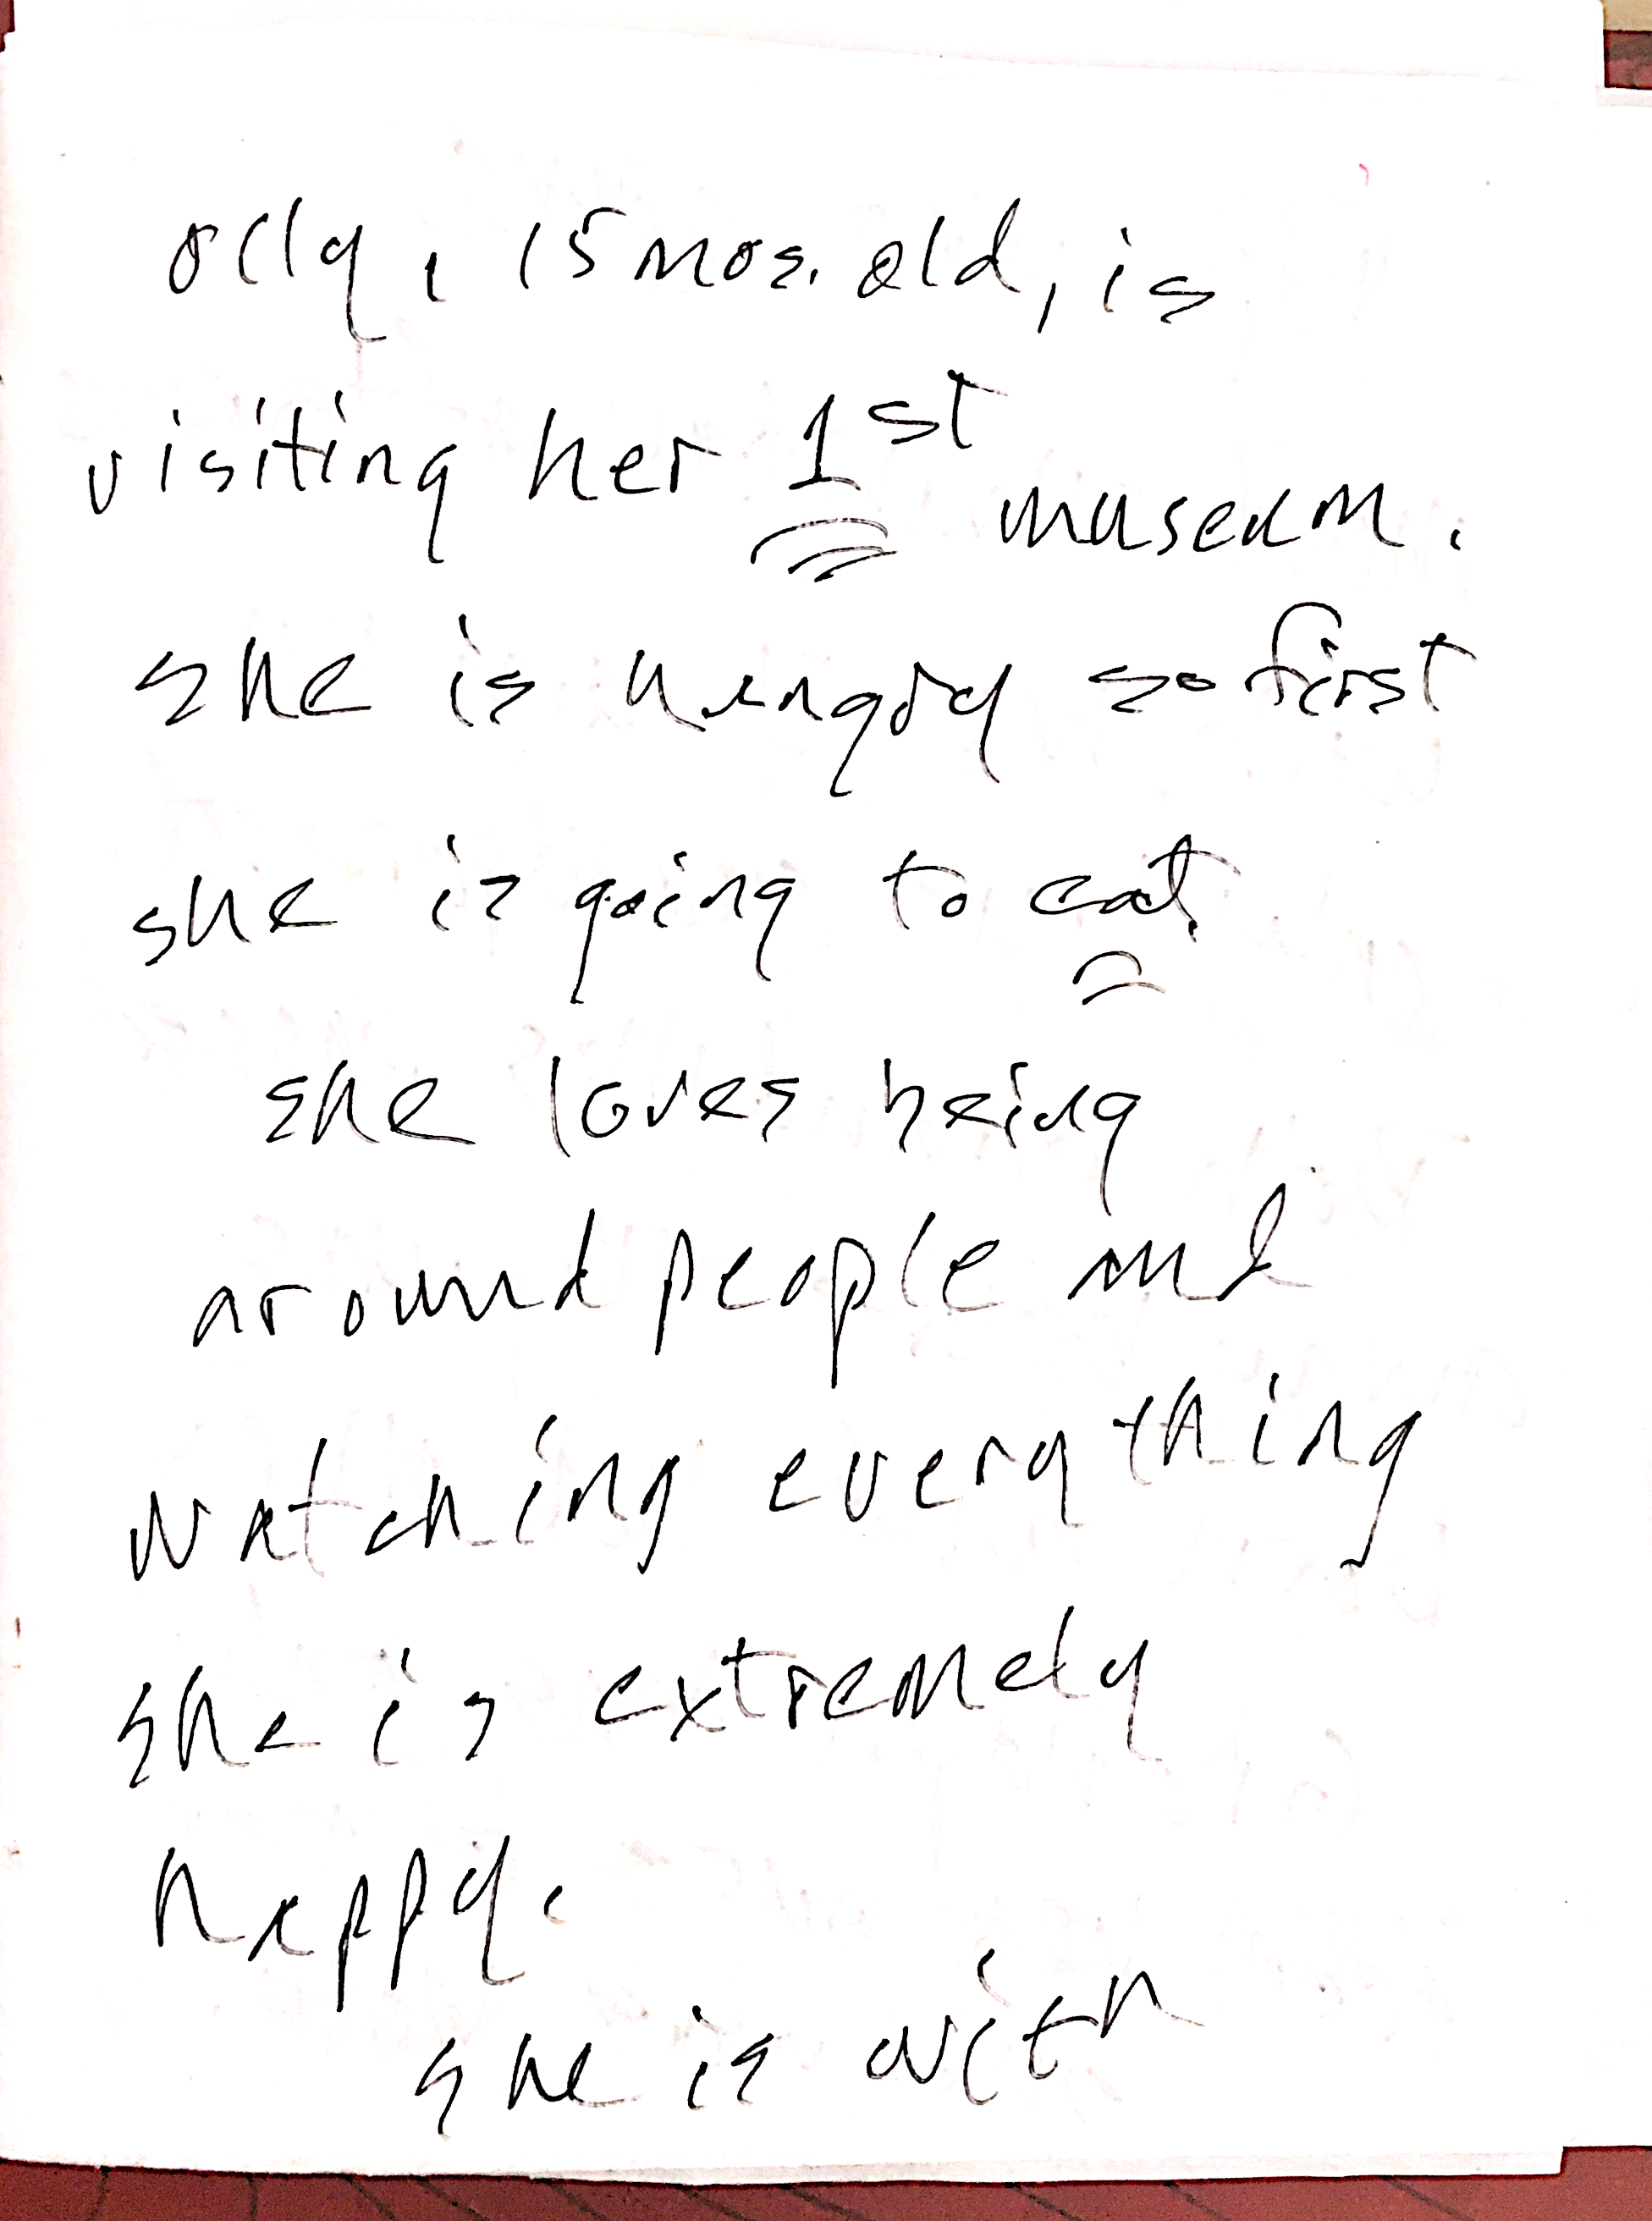 Olly, 15 mos. old, is
visiting her 1st museum.
she is hungry so first
she is going to eat.
she loves being
around people and
watching everything
she is extremely
happy.
she is with